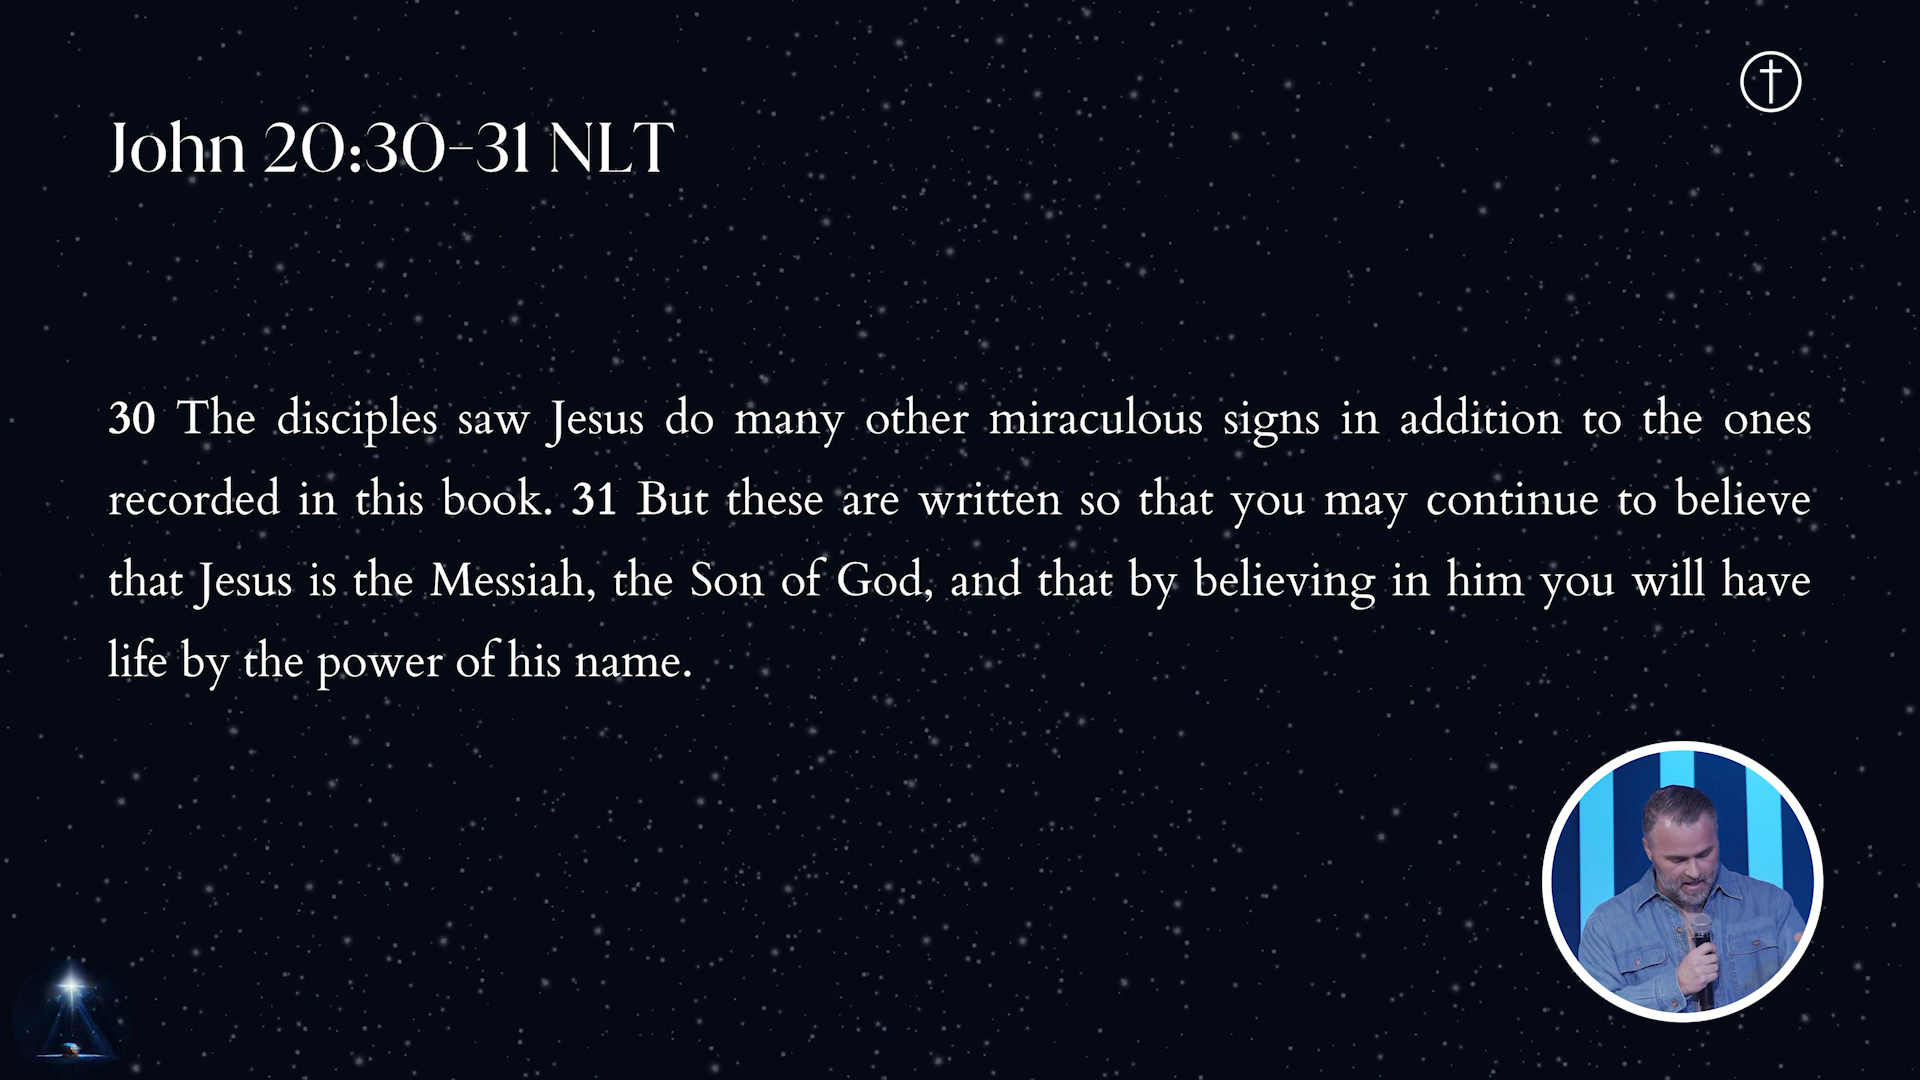 John 20:30-31 NLT
30 The disciples saw Jesus do many other miraculous signs in addition to the ones
recorded in this book. 31 But these are written so that you may continue to believe
that Jesus is the Messiah, the Son of God, and that by believing in him you will have
life by the power of his name.